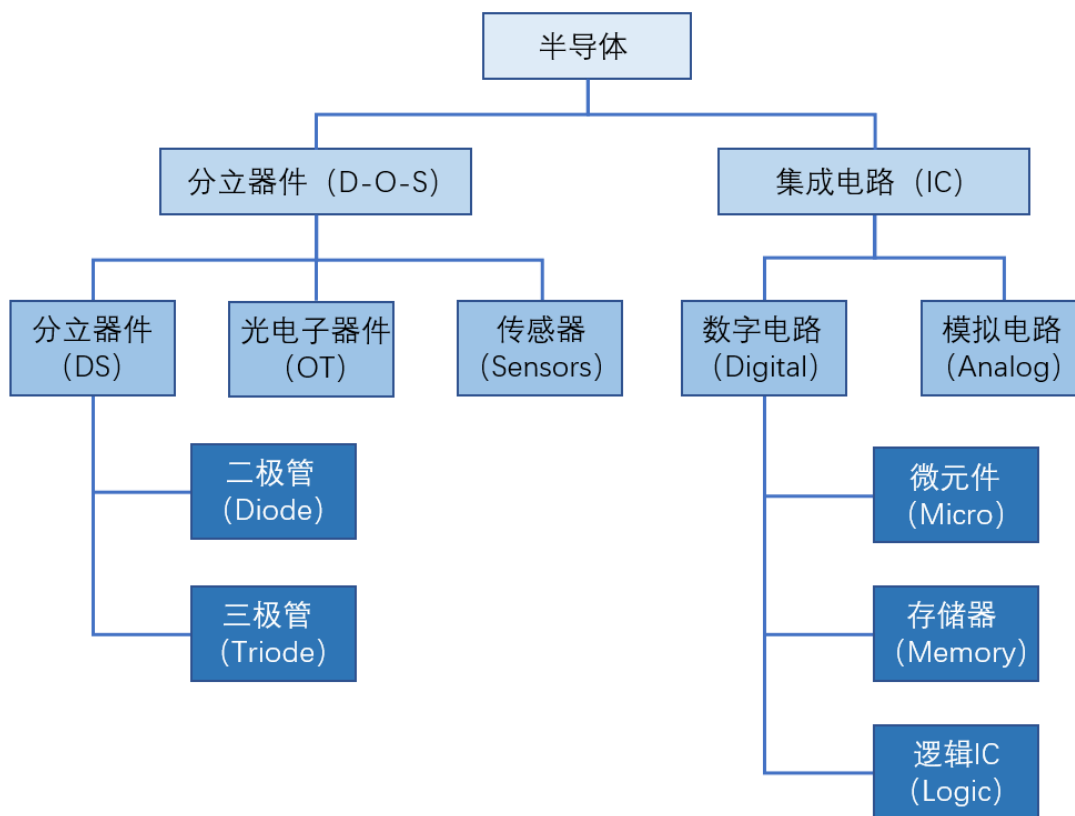 半导体
分立器件（D-O-S）
集成电路（IC）
分立器件
（DS）
光电子器件
（OT）
传感器
（Sensors）
数字电路
（Digital）
模拟电路
（Analog）
二极管
（Diode）
三极管
（Triode）
微元件
（Micro）
存储器
（Memory）
逻辑IC
（Logic）